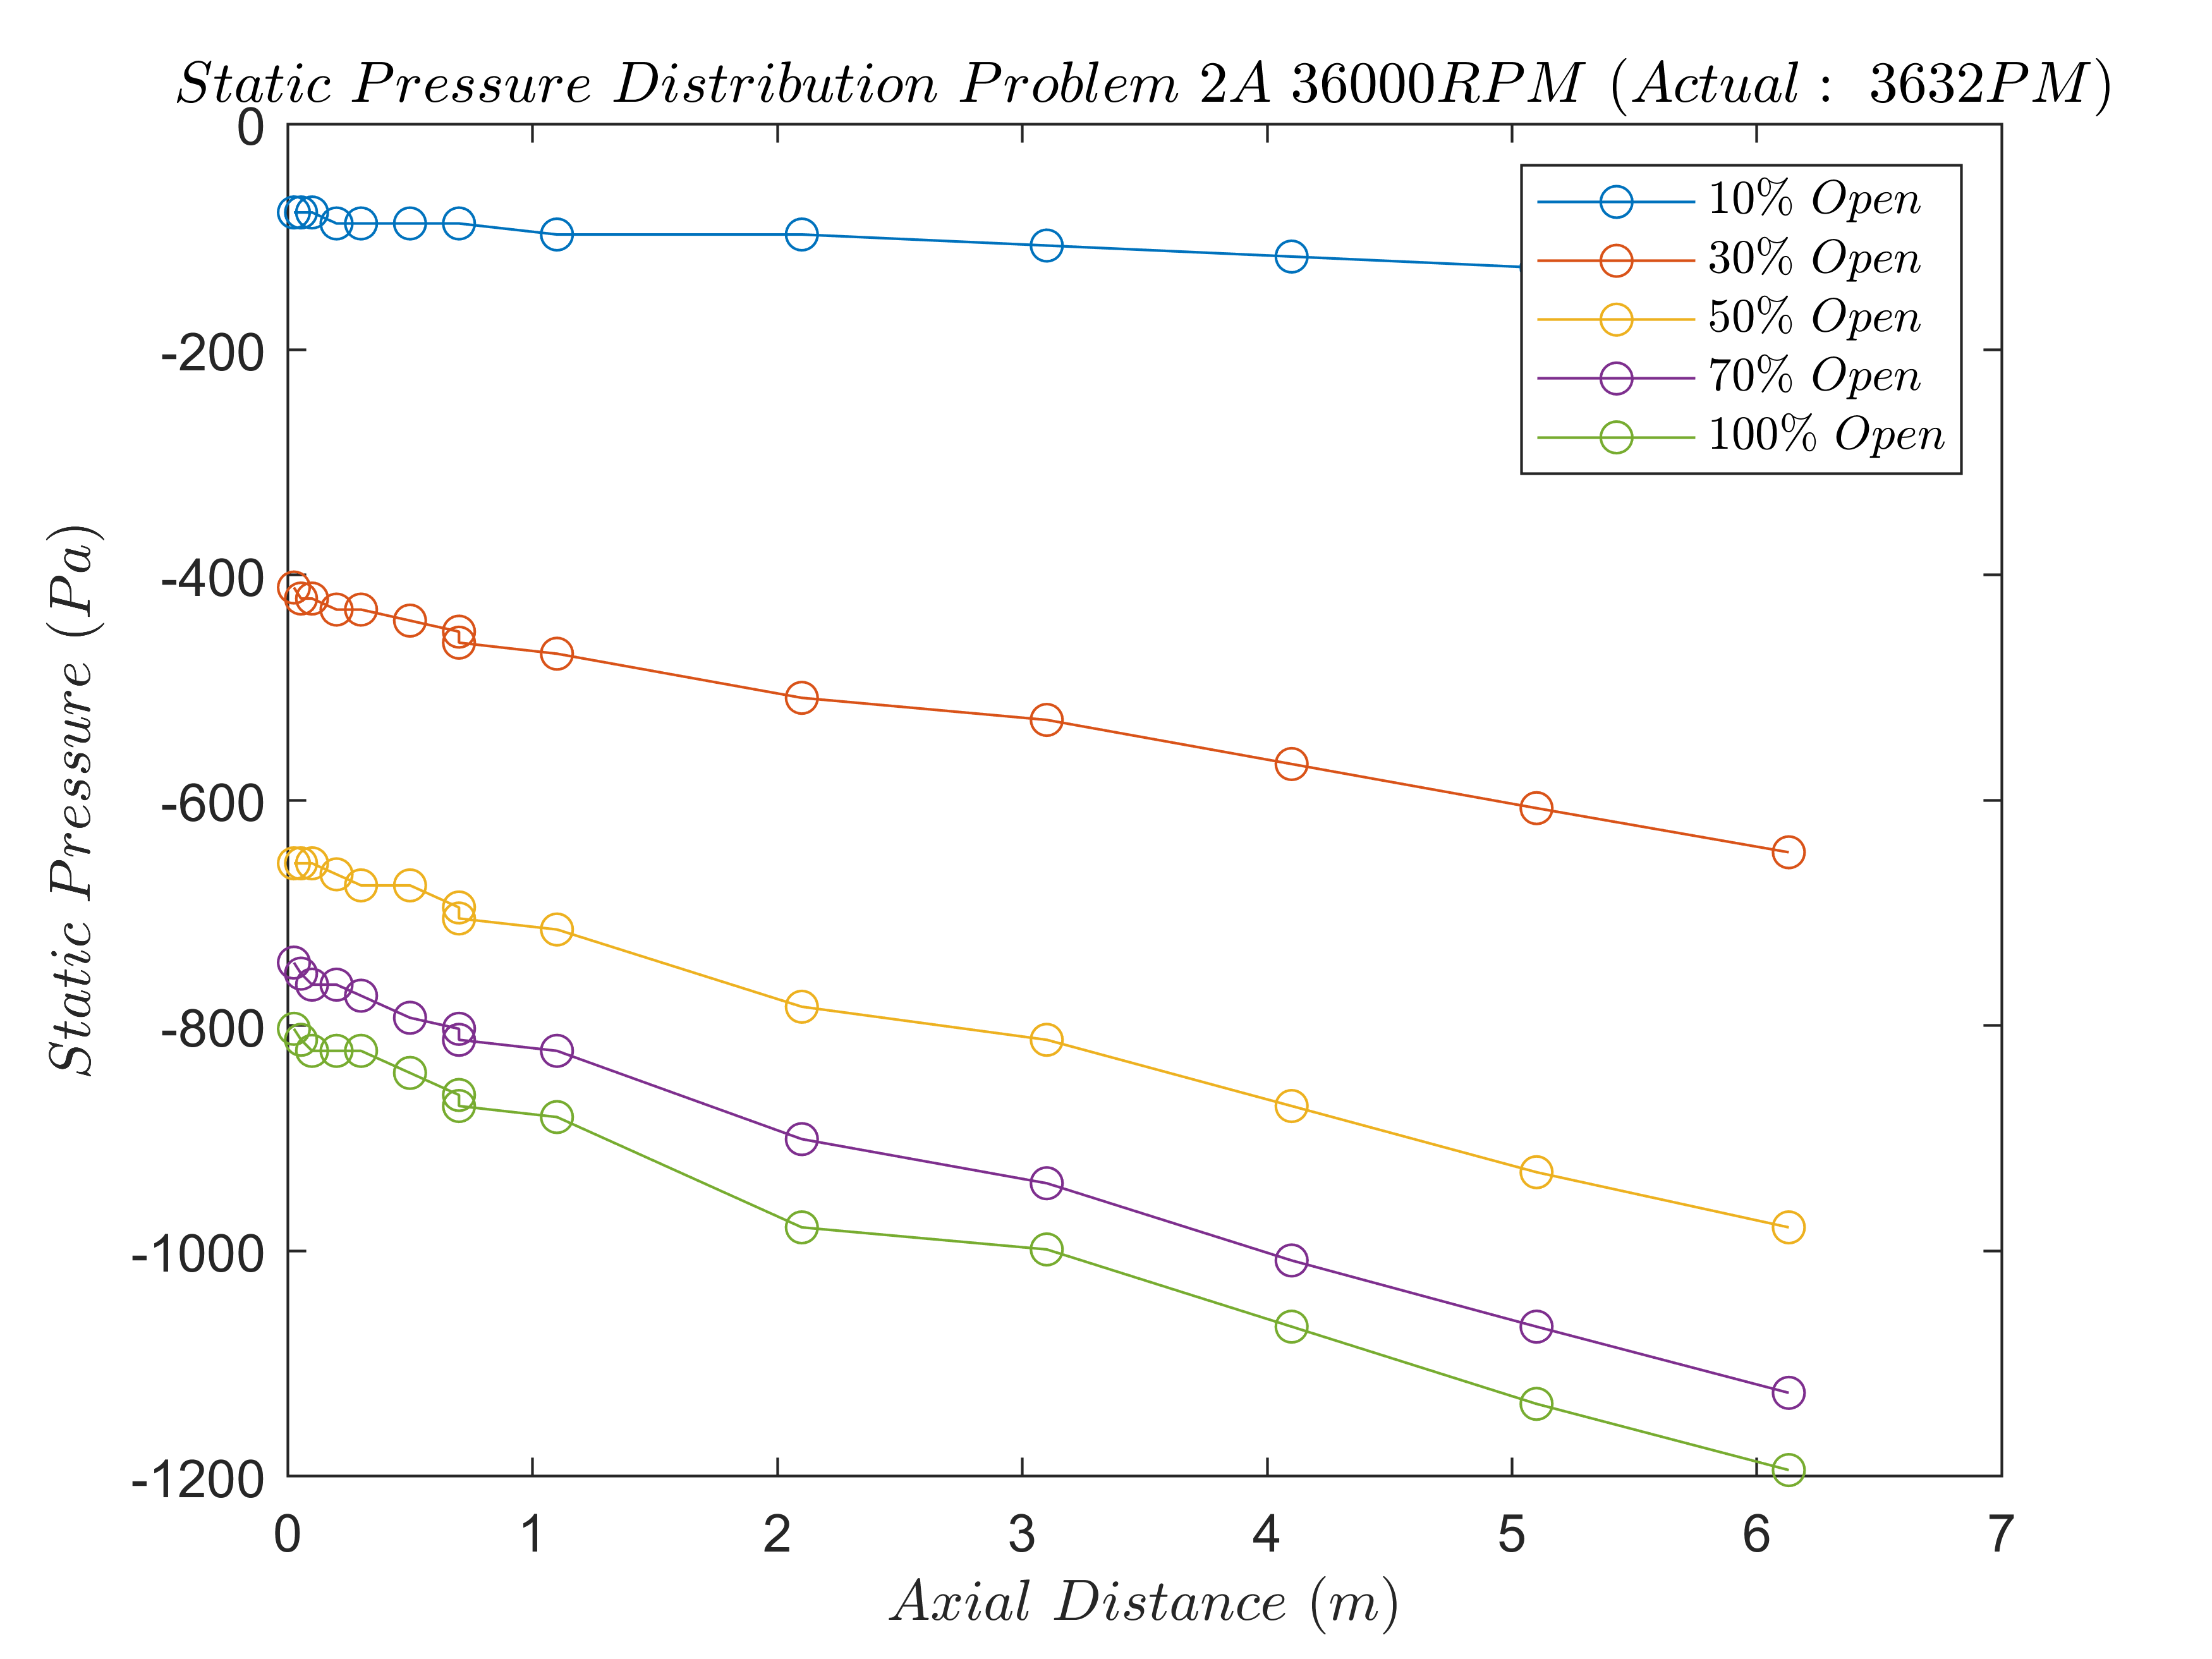 Static Pressure Distribution Problem 2A 36000RPM (Actual : 3632PM)
0
-200
-400
-600
-800
-1000
-1200
Static Pressure (Pa)
10% Open
30% Open
50% Open
70% Open
100% Open
0 1 2 3 4 5 6 7
Axial Distance (m)